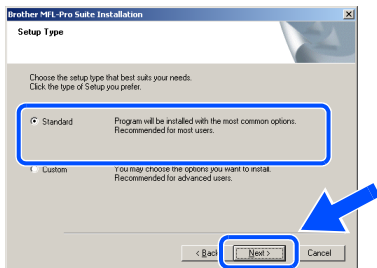 Brother MFL-Pro Suite Installation
Setup Type
Choose the setup type that best suits your needs.
Click the type of Setup you prefer.
Standard Program will be installed with the most common options.
Recommended for most users.
Custom You may choose the options you want to install.
Recommended for advanced users.
< Back Next > Cancel